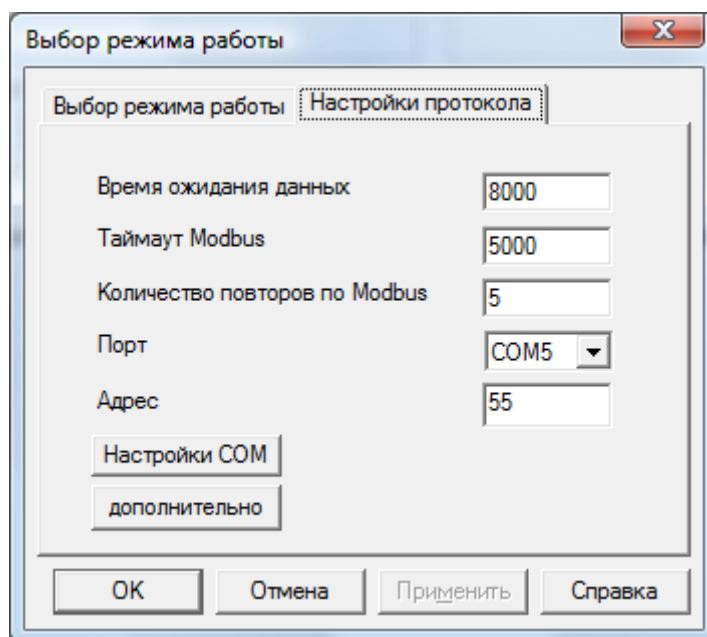 Выбор режима работы
Выбор режима работы Настройки протокола
Время ожидания данных 8000
Таймаут Modbus 5000
Количество повторов по Modbus 5
Порт COM5
Адрес 55
Настройки COM
дополнительно
OK Отмена Применить Справка